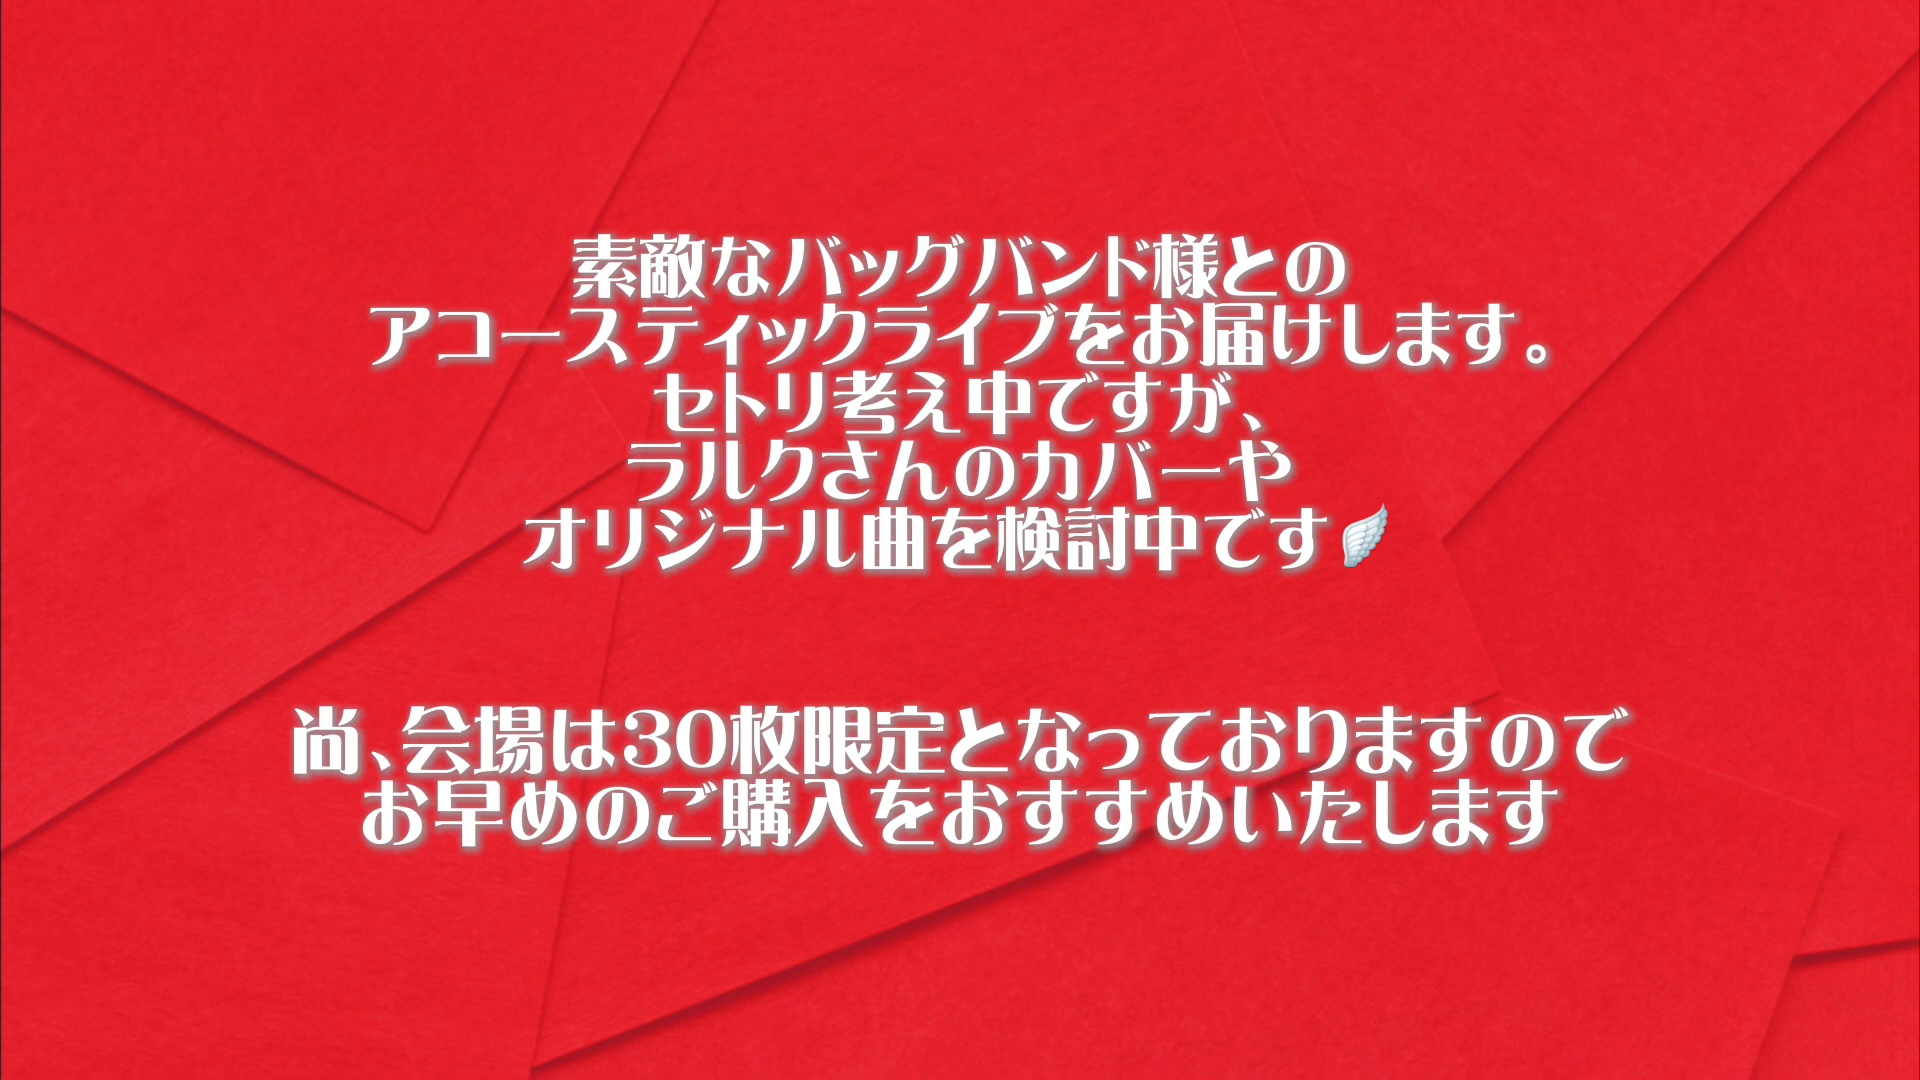 素敵なバッグバンド様との
アコースティックライブをお届けします。
セトリ考え中ですが、
ラルクさんのカバーや
オリジナル曲を検討中です🪽
尚、会場は30枚限定となっておりますので
お早めのご購入をおすすめいたします